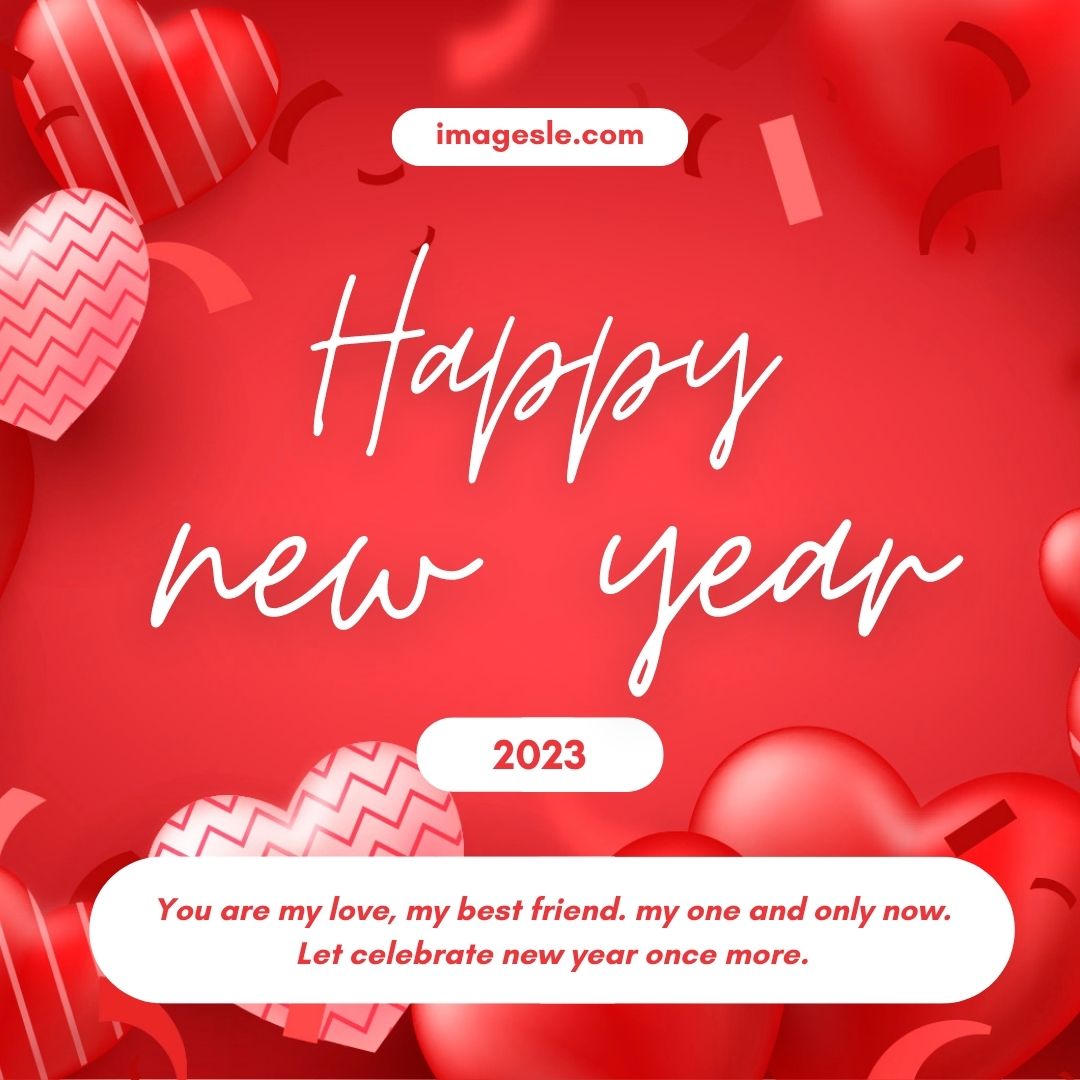 imagesle.com
Happy
new year
2023
You are my love, my best friend. my one and only now.
Let celebrate new year once more.